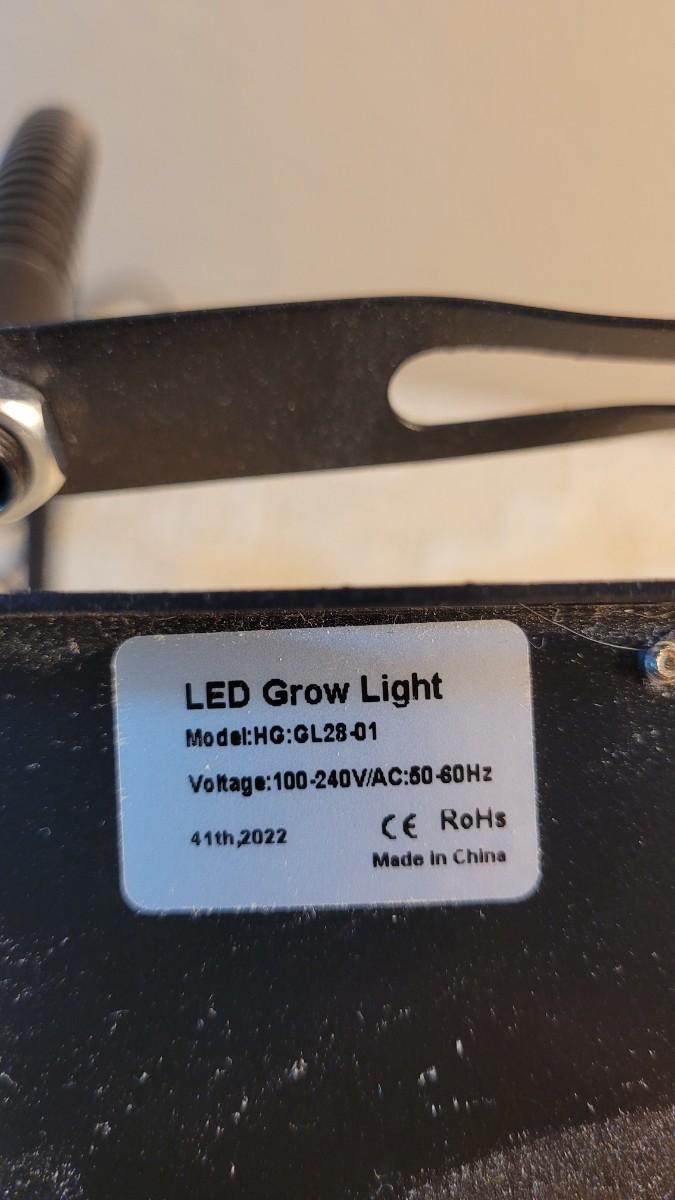 LED Grow Light
Model:HG:GL28-01
Voltage:100-240V/AC:50-60Hz
41th,2022
CE RoHs
Made in China